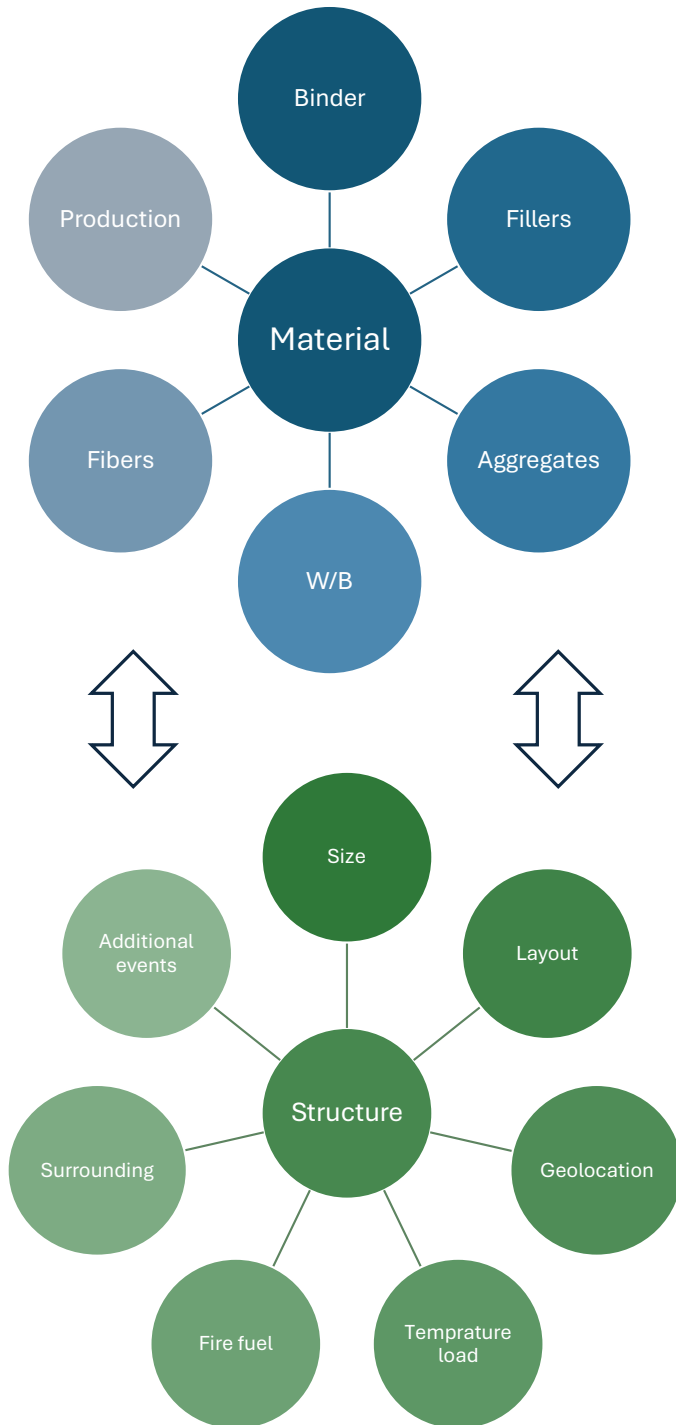 Binder
Production
Fillers
Material
Fibers
Aggregates
W/B
Size
Additional
events
Layout
Structure
Surrounding
Geolocation
Fire fuel
Temprature
load